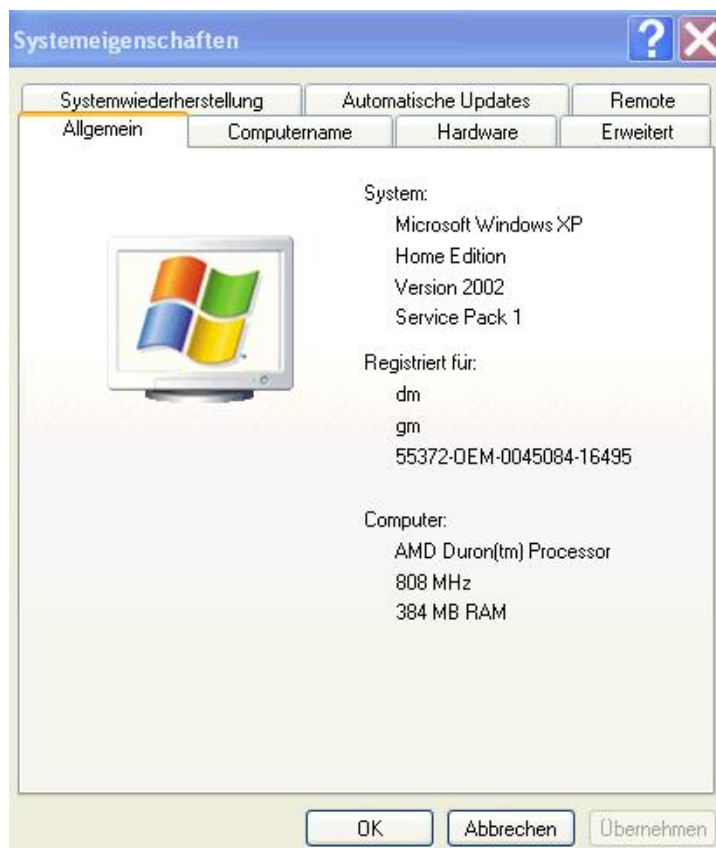 Systemeigenschaften
Systemwiederherstellung Automatische Updates Remote
Allgemein Computername Hardware Erweitert
System:
Microsoft Windows XP
Home Edition
Version 2002
Service Pack 1
Registriert für:
dm
gm
55372-OEM-0045084-16495
Computer:
AMD Duron(tm) Processor
808 MHz
384 MB RAM
OK Abbrechen Übernehmen